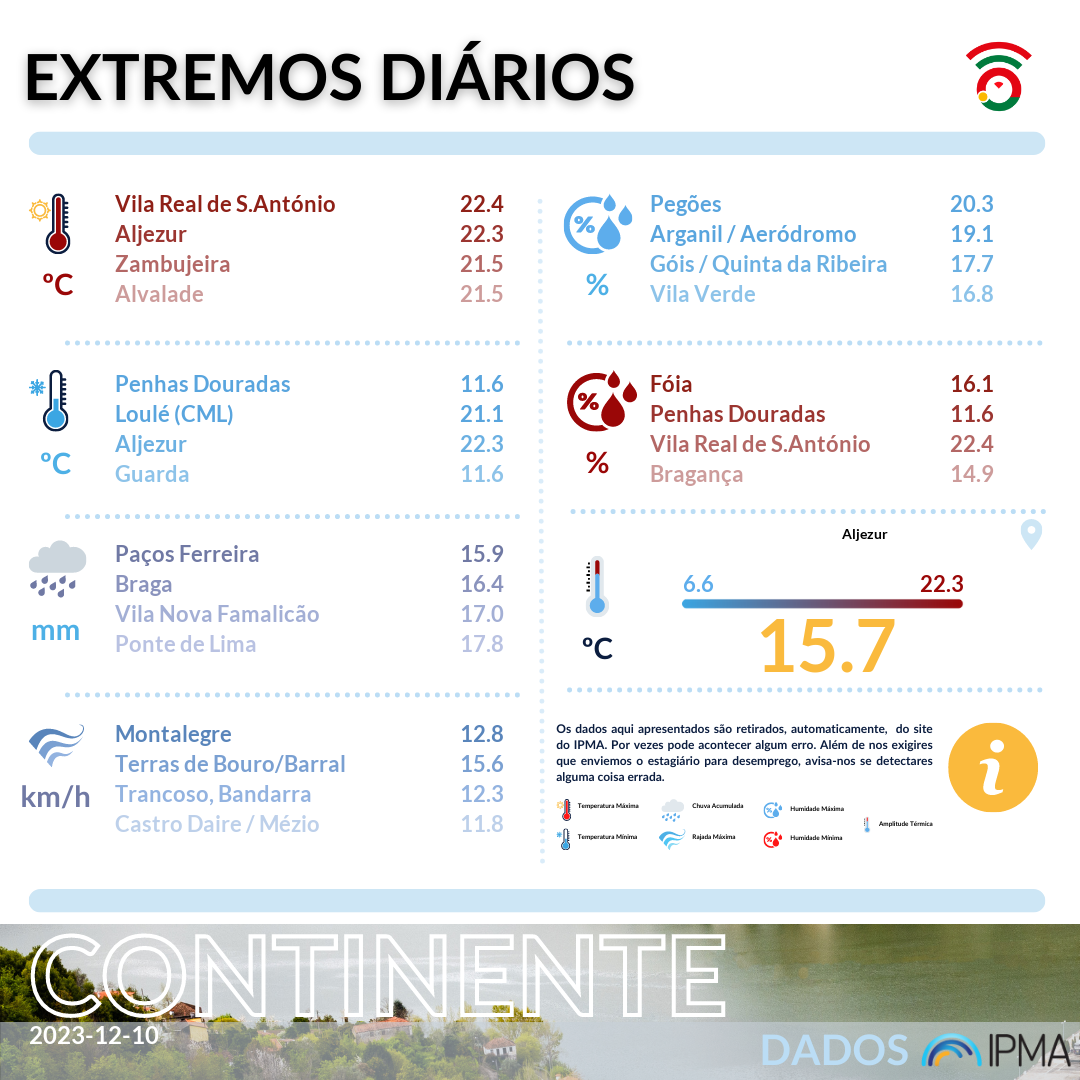 EXTREMOS DIÁRIOS
Vila Real de S.António 22.4
Aljezur 22.3
Zambujeira 21.5
Alvalade 21.5
ºC
Penhas Douradas 11.6
Loulé (CML) 21.1
Aljezur 22.3
Guarda 11.6
ºC
Paços Ferreira 15.9
Braga 16.4
Vila Nova Famalicão 17.0
Ponte de Lima 17.8
mm
Montalegre 12.8
Terras de Bouro/Barral 15.6
Trancoso, Bandarra 12.3
Castro Daire / Mézio 11.8
km/h
%
Pegões 20.3
Arganil / Aeródromo 19.1
Góis / Quinta da Ribeira 17.7
Vila Verde 16.8
%
%
Fóia 16.1
Penhas Douradas 11.6
Vila Real de S.António 22.4
Bragança 14.9
%
Aljezur
6.6 22.3
15.7
ºC
Os dados aqui apresentados são retirados, automaticamente, do site
do IPMA. Por vezes pode acontecer algum erro. Além de nos exigires
que enviemos o estagiário para desemprego, avisa-nos se detectares
alguma coisa errada.
i
Temperatura Máxima
Chuva Acumulada
Humidade Máxima
Amplitude Térmica
Temperatura Mínima
Rajada Máxima
Humidade Mínima
CONTINENTE
2023-12-10
DADOS IPMA